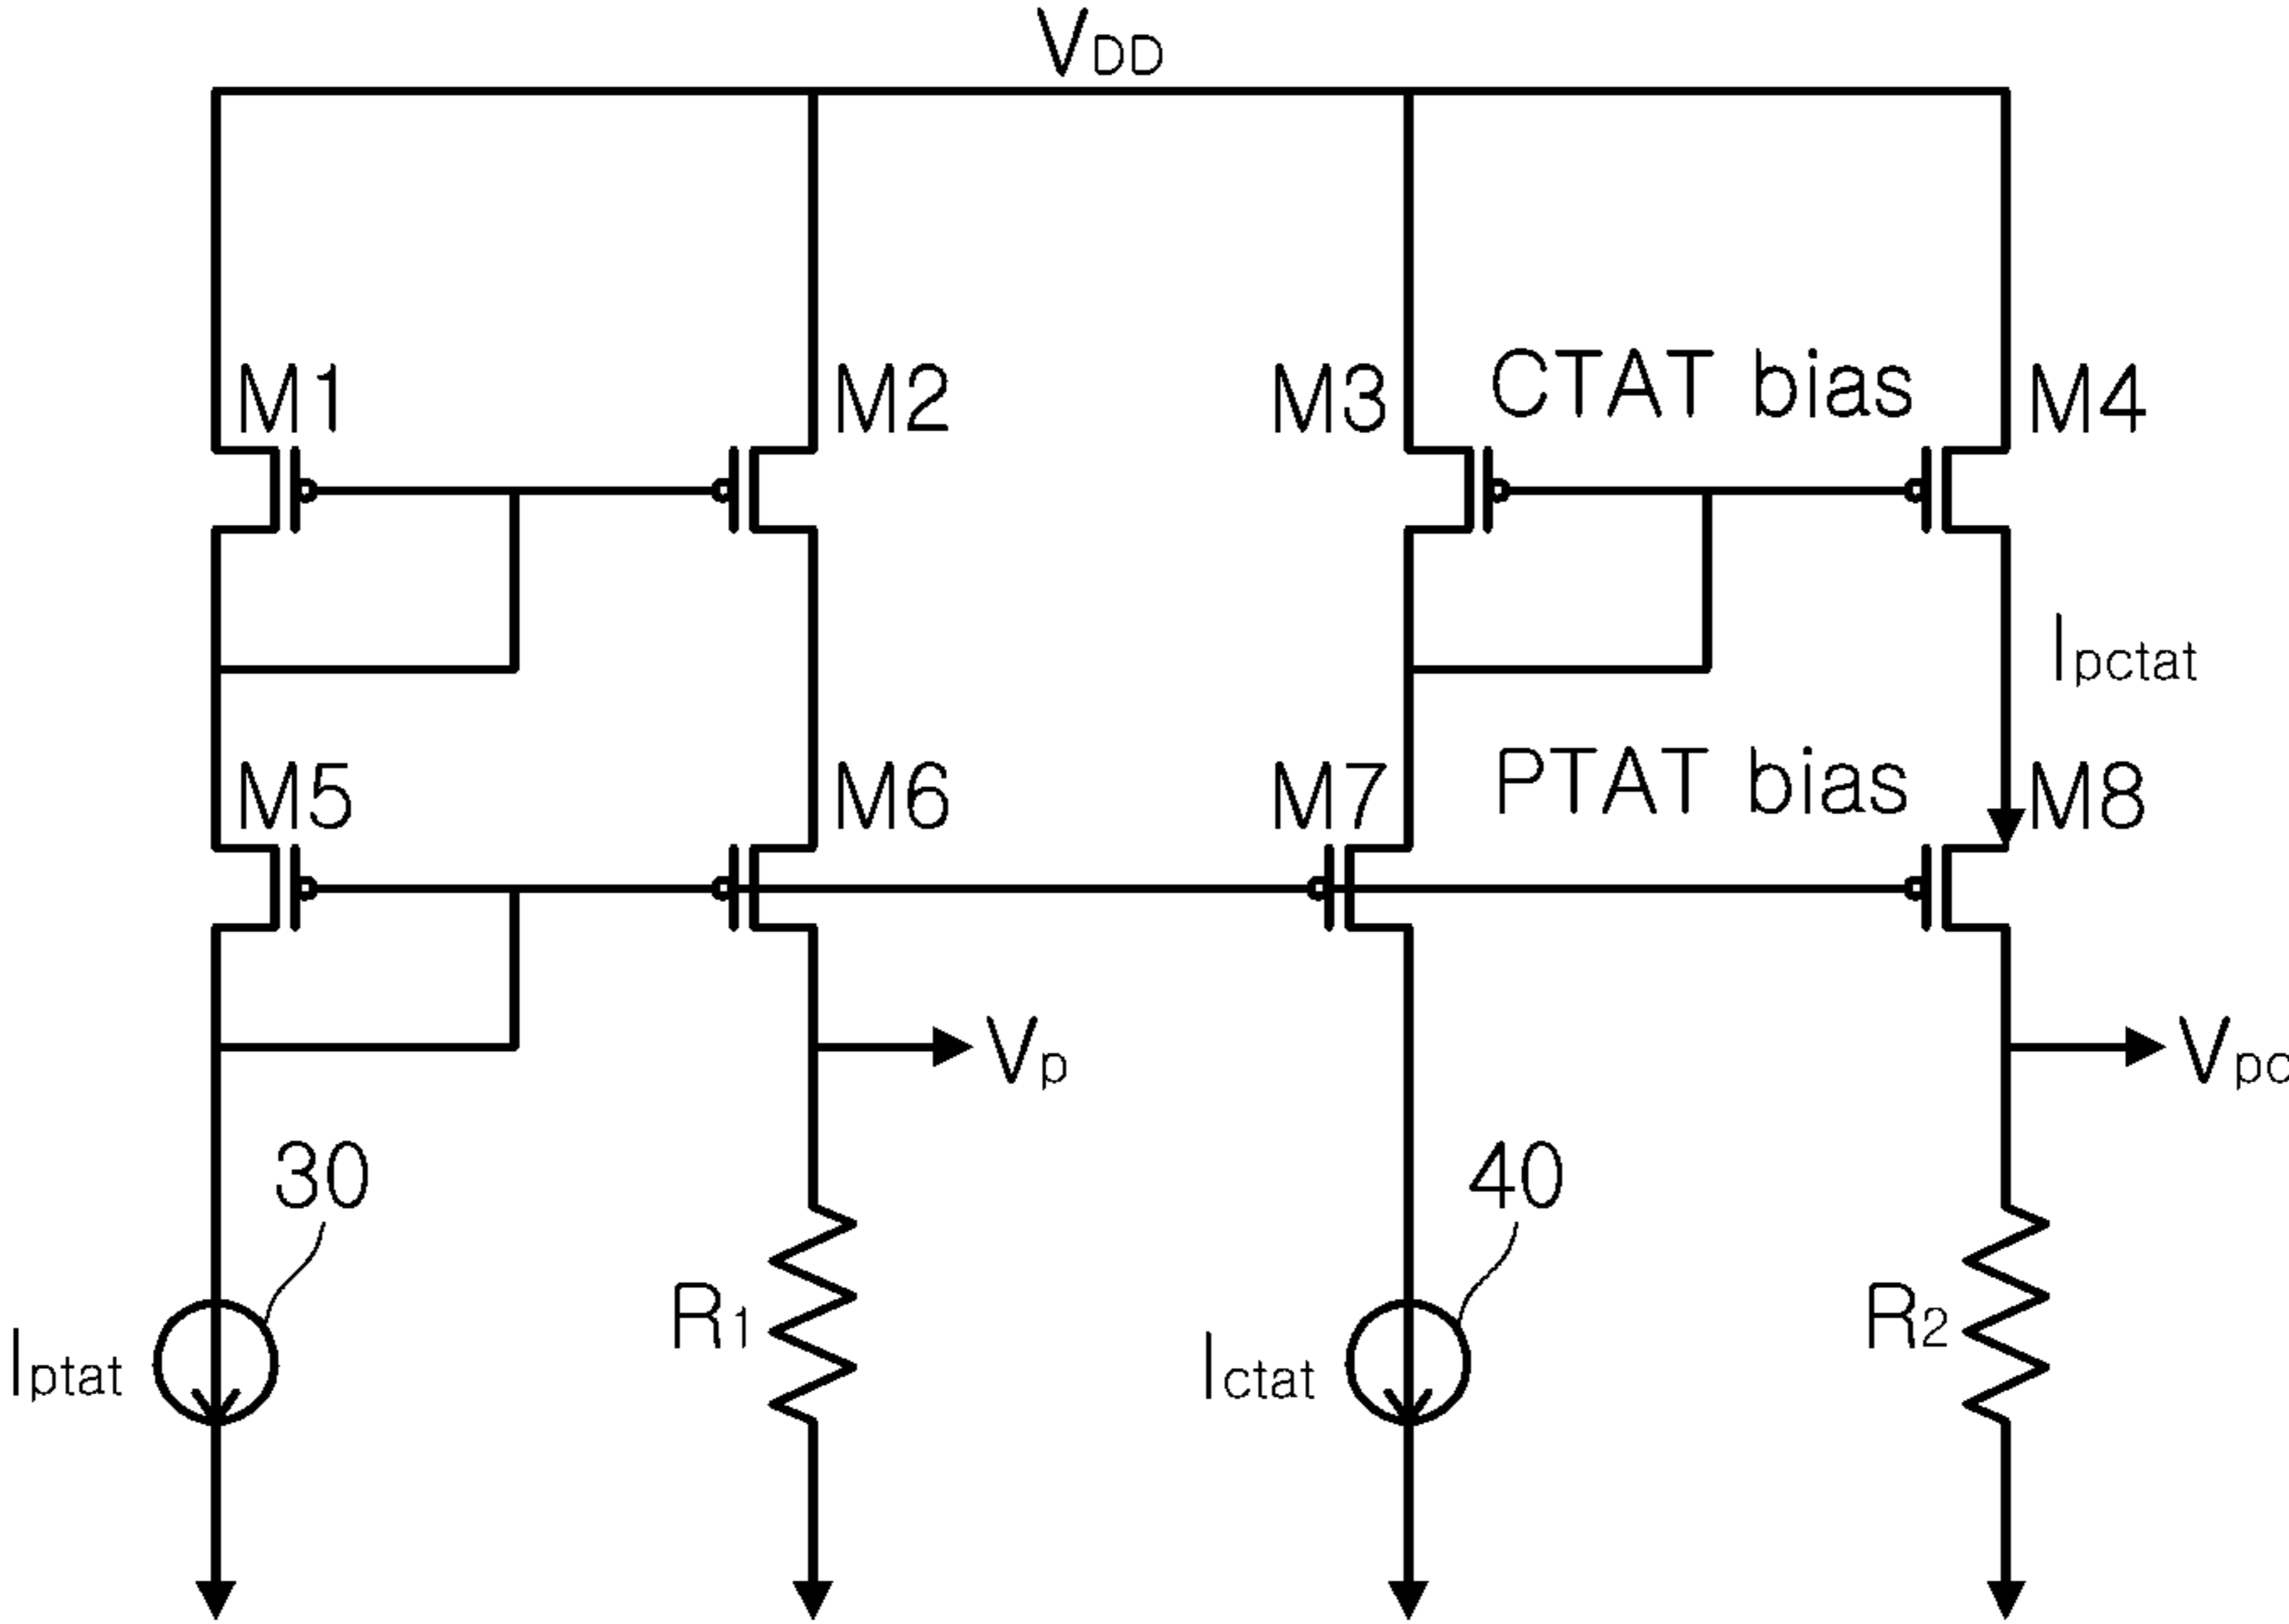 VDD
M1
M2
M3
CTAT bias
M4
Ipctat
M5
M6
M7
PTAT bias
M8
Vp
Vpc
30
40
R1
R2
Iptat
Ictat